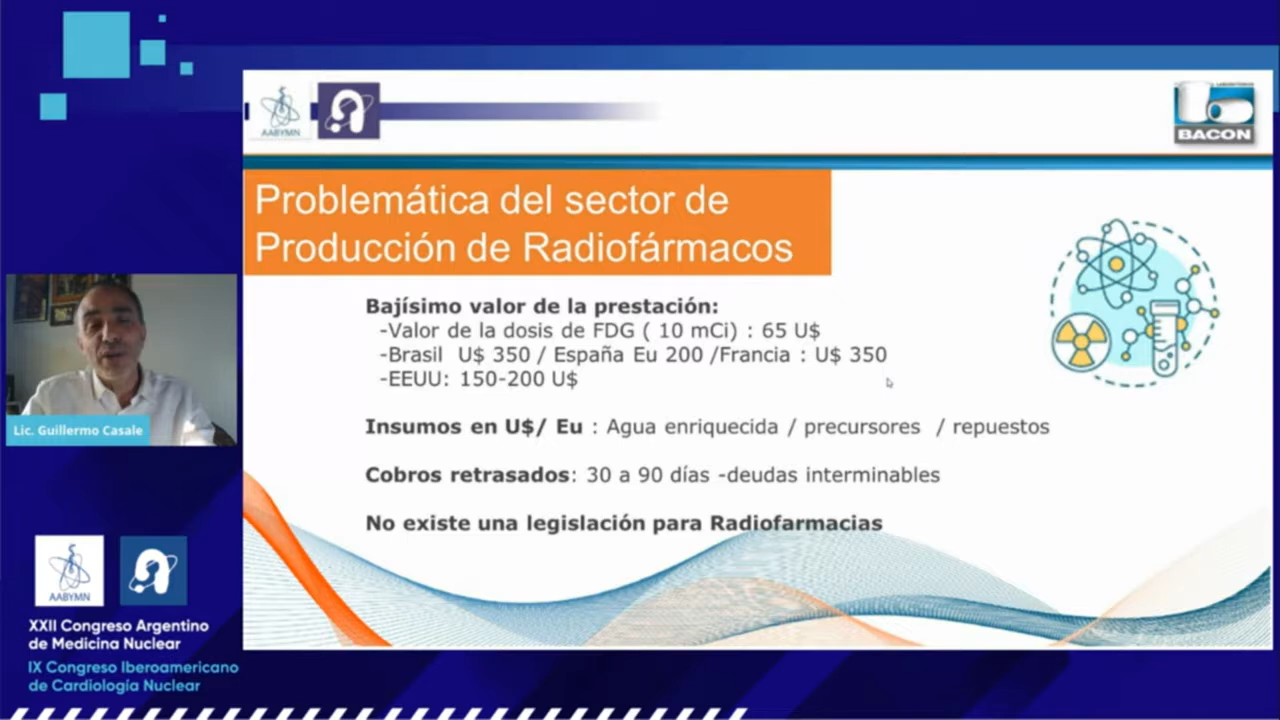 AABYMN
LABORATORIOS
BACON
Problemática del sector de
Producción de Radiofármacos
Bajísimo valor de la prestación:
-Valor de la dosis de FDG ( 10 mCi) : 65 U$
-Brasil U$ 350 / España Eu 200 /Francia : U$ 350
-EEUU: 150-200 U$
Insumos en U$/ Eu : Agua enriquecida / precursores / repuestos
Cobros retrasados: 30 a 90 días -deudas interminables
No existe una legislación para Radiofarmacias
Lic. Guillermo Casale
AABYMN
XXII Congreso Argentino
de Medicina Nuclear
IX Congreso Iberoamericano
de Cardiología Nuclear